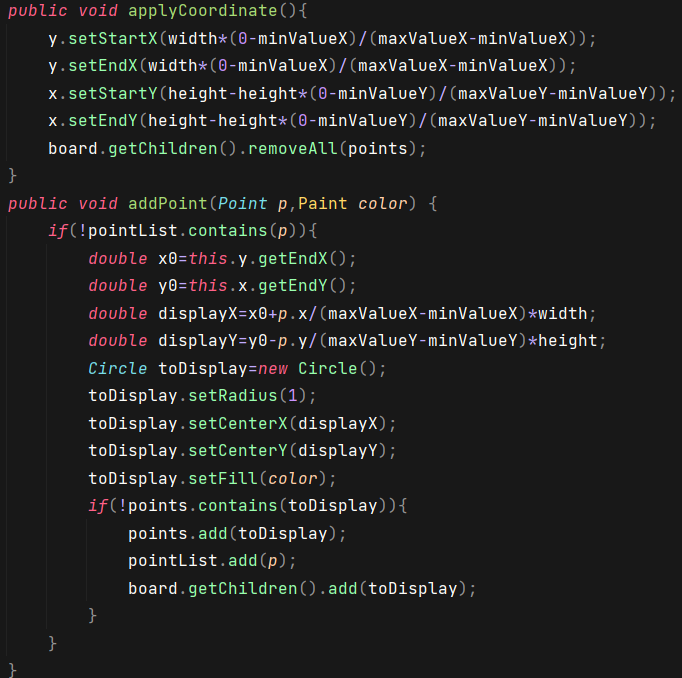 public void applyCoordinate(){
    y.setStartX(width*(0-minValueX)/(maxValueX-minValueX));
    y.setEndX(width*(0-minValueX)/(maxValueX-minValueX));
    x.setStartY(height-height*(0-minValueY)/(maxValueY-minValueY));
    x.setEndY(height-height*(0-minValueY)/(maxValueY-minValueY));
    board.getChildren().removeAll(points);
}
public void addPoint(Point p,Paint color) {
    if(!pointList.contains(p)){
        double x0=this.y.getEndX();
        double y0=this.x.getEndY();
        double displayX=x0+p.x/(maxValueX-minValueX)*width;
        double displayY=y0-p.y/(maxValueY-minValueY)*height;
        Circle toDisplay=new Circle();
        toDisplay.setRadius(1);
        toDisplay.setCenterX(displayX);
        toDisplay.setCenterY(displayY);
        toDisplay.setFill(color);
        if(!points.contains(toDisplay)){
            points.add(toDisplay);
            pointList.add(p);
            board.getChildren().add(toDisplay);
        }
    }
}